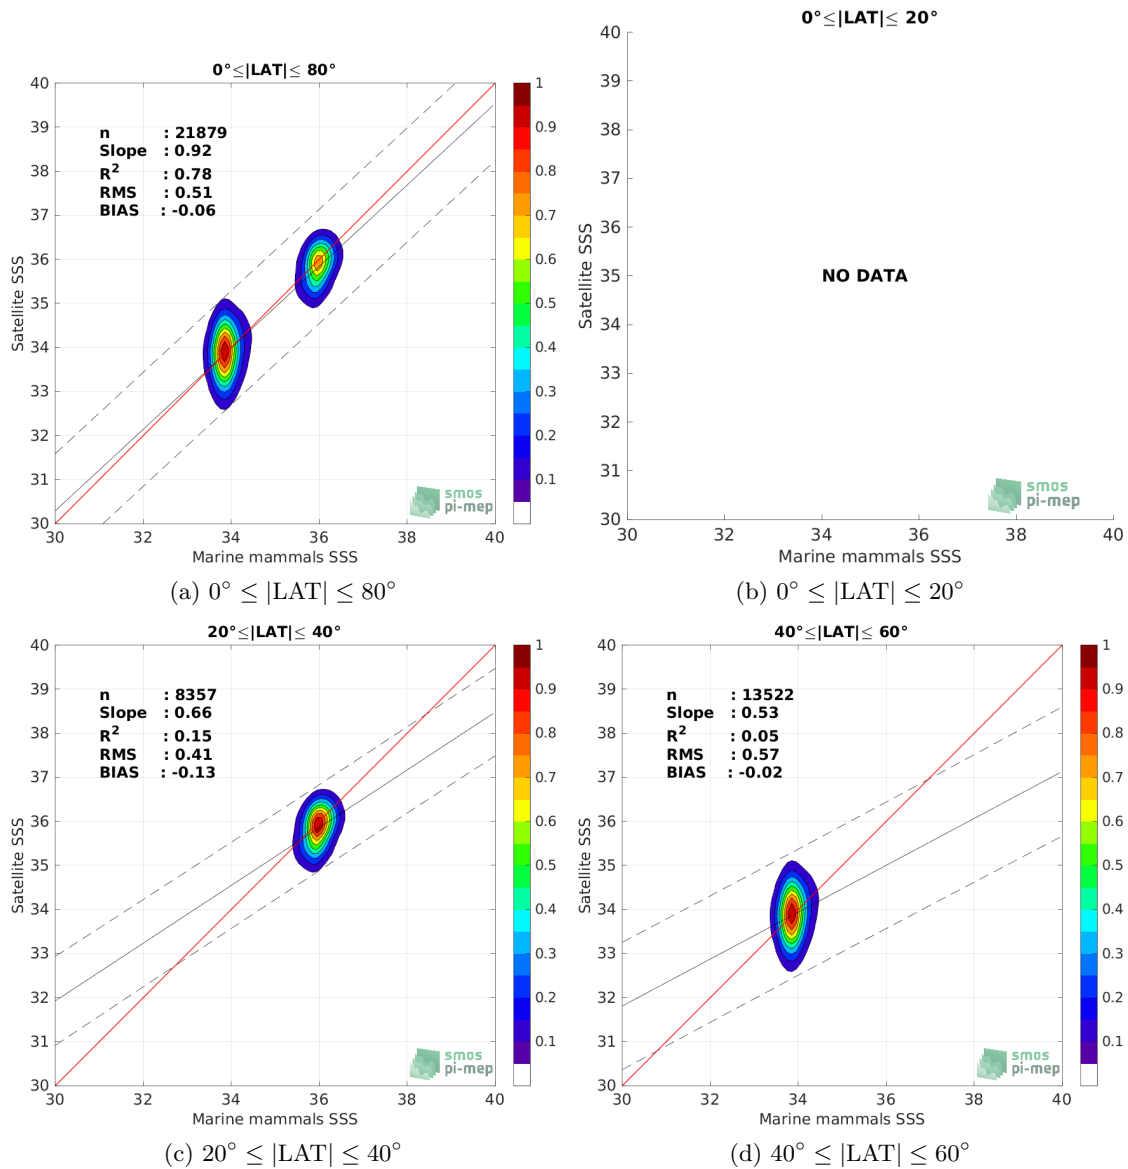 0°≤|LAT|≤ 80°
40
39
38
37
36
35
34
33
32
31
30
Satellite SSS
n : 21879
Slope : 0.92
R² : 0.78
RMS : 0.51
BIAS : -0.06
smos
pi-mep
30 32 34 36 38 40
Marine mammals SSS
1
0.9
0.8
0.7
0.6
0.5
0.4
0.3
0.2
0.1
(a) 0° ≤ |LAT| ≤ 80°
0°≤|LAT|≤ 20°
40
39
38
37
36
35
34
33
32
31
30
Satellite SSS
NO DATA
smos
pi-mep
30 32 34 36 38 40
Marine mammals SSS
(b) 0° ≤ |LAT| ≤ 20°
20°≤|LAT|≤ 40°
40
39
38
37
36
35
34
33
32
31
30
Satellite SSS
n : 8357
Slope : 0.66
R² : 0.15
RMS : 0.41
BIAS : -0.13
smos
pi-mep
30 32 34 36 38 40
Marine mammals SSS
1
0.9
0.8
0.7
0.6
0.5
0.4
0.3
0.2
0.1
(c) 20° ≤ |LAT| ≤ 40°
40°≤|LAT|≤ 60°
40
39
38
37
36
35
34
33
32
31
30
Satellite SSS
n : 13522
Slope : 0.53
R² : 0.05
RMS : 0.57
BIAS : -0.02
smos
pi-mep
30 32 34 36 38 40
Marine mammals SSS
1
0.9
0.8
0.7
0.6
0.5
0.4
0.3
0.2
0.1
(d) 40° ≤ |LAT| ≤ 60°